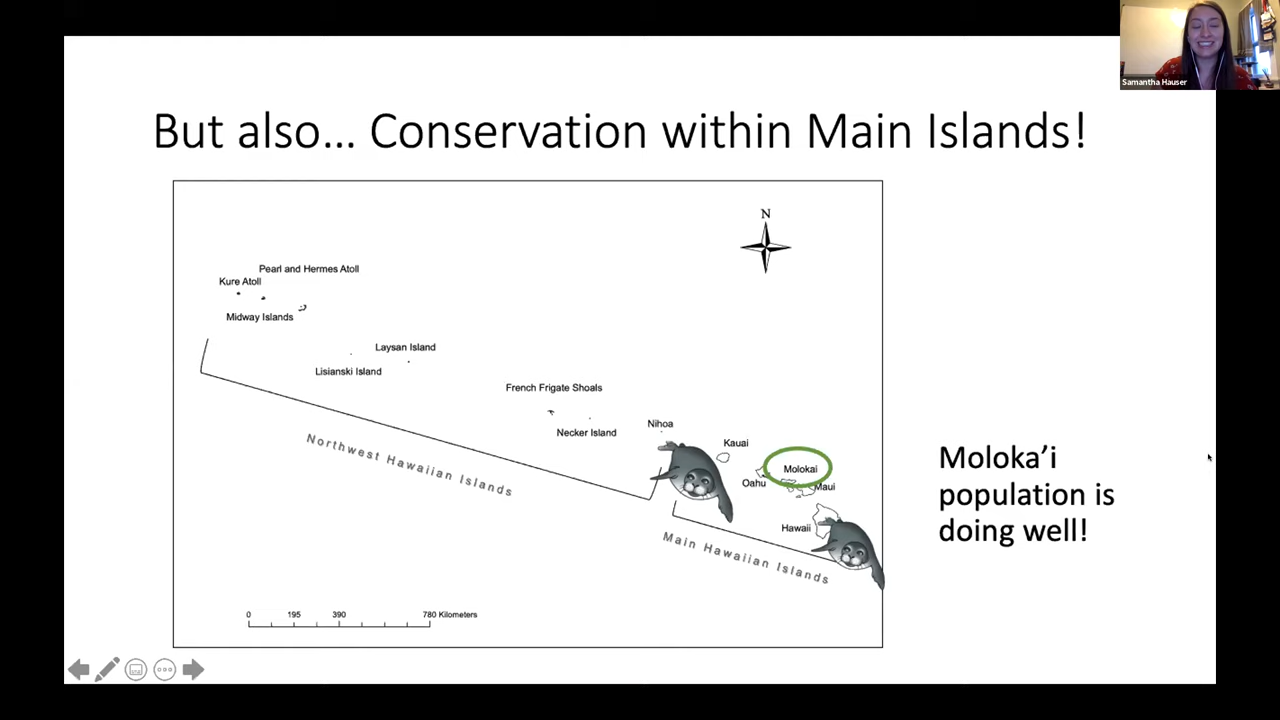 Samantha Hauser
But also... Conservation within Main Islands!
N
Pearl and Hermes Atoll
Kure Atoll
Midway Islands
Laysan Island
Lisianski Island
French Frigate Shoals
Necker Island
Nihoa
Kauai
Molokai
Oahu
Maui
Hawaii
Northwest Hawaiian Islands
Main Hawaiian Islands
0 195 390 780 Kilometers
Moloka’i
population is
doing well!